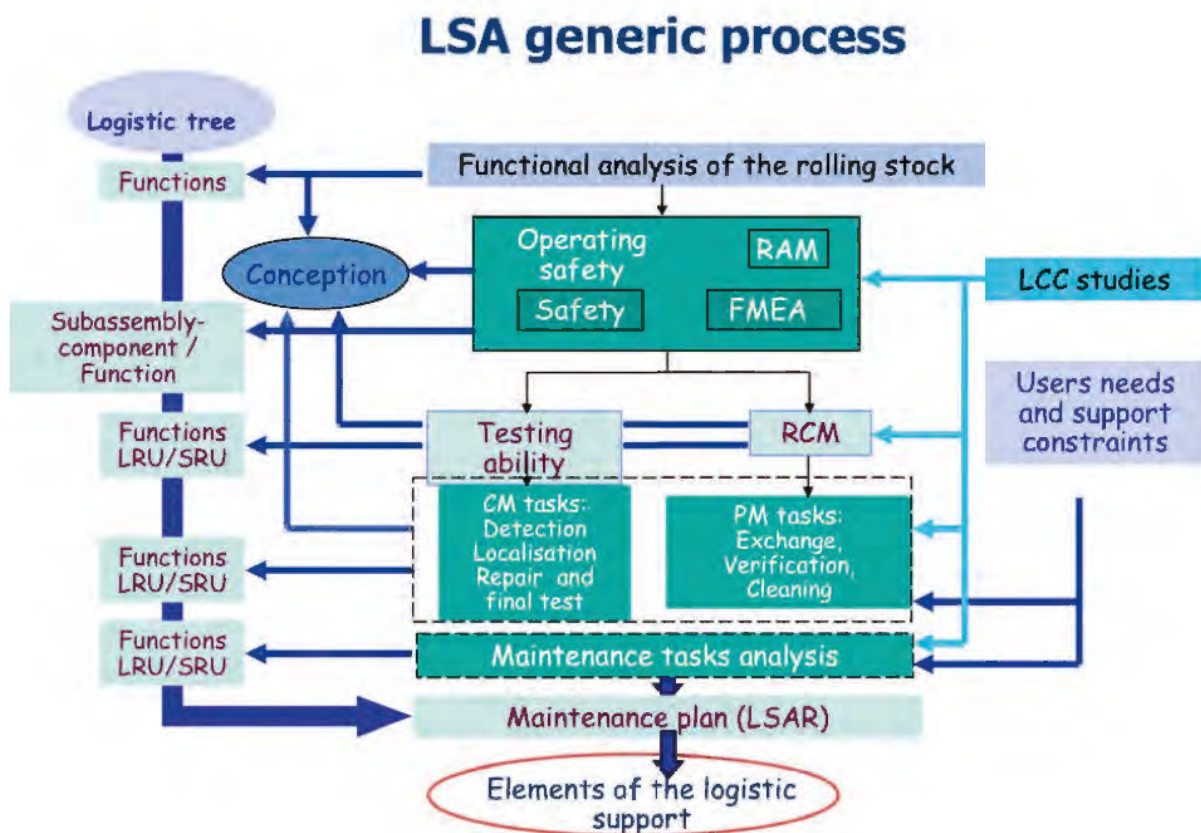 LSA generic process
Logistic tree
Functional analysis of the rolling stock
Functions
Operating
safety
RAM
Conception
LCC studies
Safety
FMEA
Subassembly-
component /
Function
Users needs
and support
constraints
Functions
LRU/SRU
Testing
ability
RCM
CM tasks:
Detection
Localisation
Repair and
final test
PM tasks:
Exchange,
Verification,
Cleaning
Functions
LRU/SRU
Functions
LRU/SRU
Maintenance tasks analysis
Maintenance plan (LSAR)
Elements of the logistic
support